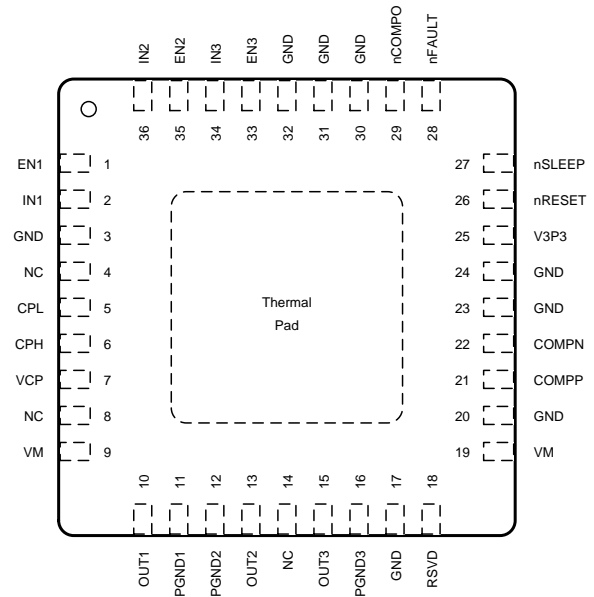 IN2
EN2
IN3
EN3
GND
GND
GND
nCOMPO
nFAULT
36
35
34
33
32
31
30
29
28
EN1 1
IN1 2
GND 3
NC 4
CPL 5
CPH 6
VCP 7
NC 8
VM 9
Thermal
Pad
27 nSLEEP
26 nRESET
25 V3P3
24 GND
23 GND
22 COMPN
21 COMPP
20 GND
19 VM
10
11
12
13
14
15
16
17
18
OUT1
PGND1
PGND2
OUT2
NC
OUT3
PGND3
GND
RSVD